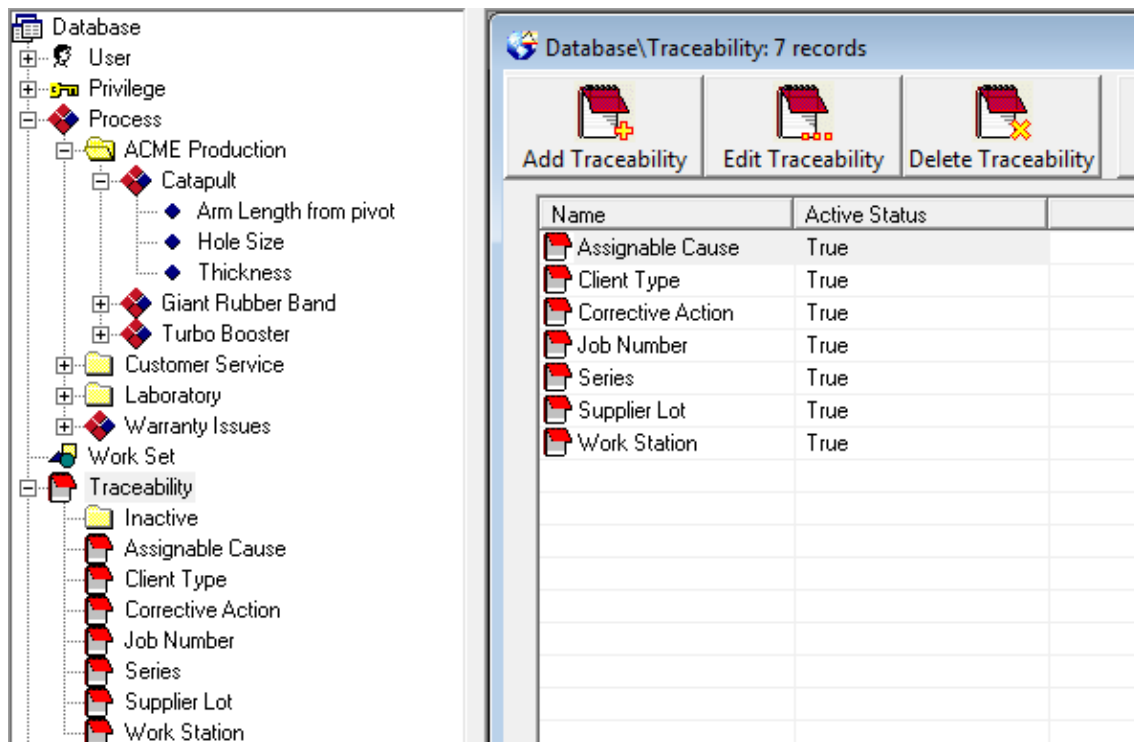 Database
User
Privilege
Process
ACME Production
Catapult
Arm Length from pivot
Hole Size
Thickness
Giant Rubber Band
Turbo Booster
Customer Service
Laboratory
Warranty Issues
Work Set
Traceability
Inactive
Assignable Cause
Client Type
Corrective Action
Job Number
Series
Supplier Lot
Work Station
Database\Traceability: 7 records
Add Traceability Edit Traceability Delete Traceability
Name Active Status
Assignable Cause True
Client Type True
Corrective Action True
Job Number True
Series True
Supplier Lot True
Work Station True